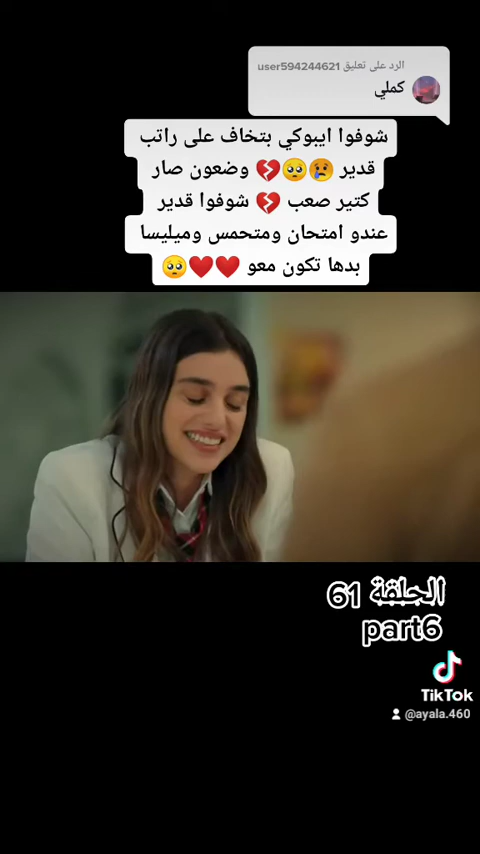 الرد على تعليق user594244621
كملي
شوفوا ايبوكي بتخاف على راتب
قدير 😢🥺💔 وضعون صار
كتير صعب 💔 شوفوا قدير
عندو امتحان ومتحمس وميليسا
بدها تكون معو ❤️❤️🥺
الحلقة 61
part6
TikTok
@ayala.460